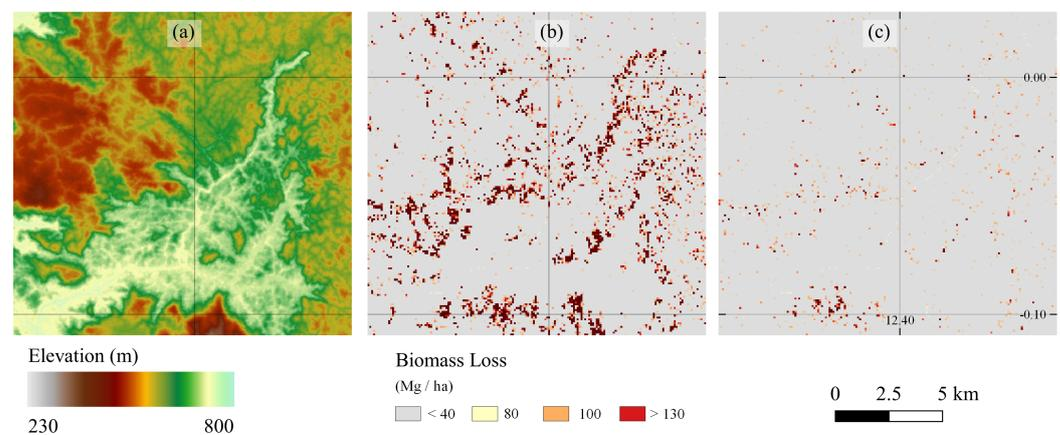 (a)
(b)
(c)
0.00
-0.10
12.40
Elevation (m)
230 800
Biomass Loss
(Mg / ha)
< 40 80 100 > 130
0 2.5 5 km